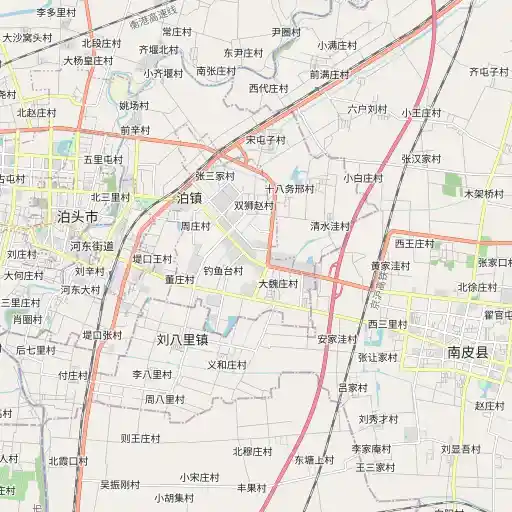 李多里村
衡港高速线
常庄村
尹圈村
大沙窝头村
北段庄村
齐堰北村
东尹庄村
小满庄村
大杨皇庄村
小齐堰村
南张庄村
前满庄村
齐屯子村
西代庄村
姚场村
六户刘村
小王庄村
北赵庄村
前辛村
宋屯子村
五里屯村
张三家村
张汉家村
古屯村
小白庄村
北三里村
泊镇
十八务邢村
木架桥村
双狮赵村
泊头市
周庄村
清水洼村
河东街道
西王庄村
刘庄村
堤口王村
黄家洼村
张家口村
刘辛村
钓鱼台村
大何庄村
董庄村
大魏庄村
北徐庄村
河东大村
三里庄村
肖圈村
西三里村
瞿官屯
堤口张村
刘八里镇
安家洼村
后七里村
张让家村
南皮县
义和庄村
付庄村
李八里村
吕家村
周八里村
赵庄村
刘秀才村
则王庄村
北穆庄村
李家庵村
刘昱吾村
北霞口村
东塘上村
王三家村
小宋庄村
吴振刚村
丰果村
小胡集村